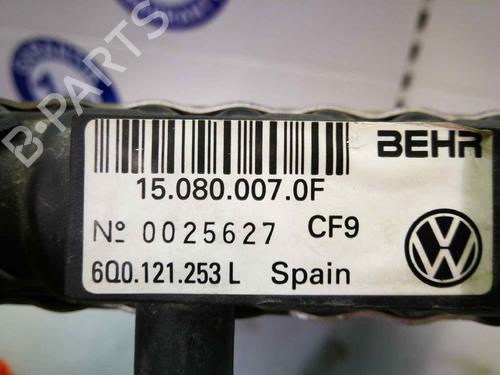 BEHR
15.080.007.0F
Nº 0025627 CF9
6Q0.121.253 L Spain
B-PARTS